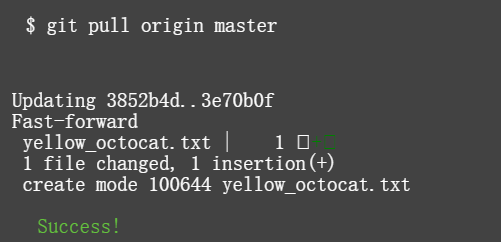 $ git pull origin master
Updating 3852b4d..3e70b0f
Fast-forward
yellow_octocat.txt |    1 □+□
1 file changed, 1 insertion(+)
create mode 100644 yellow_octocat.txt
Success!